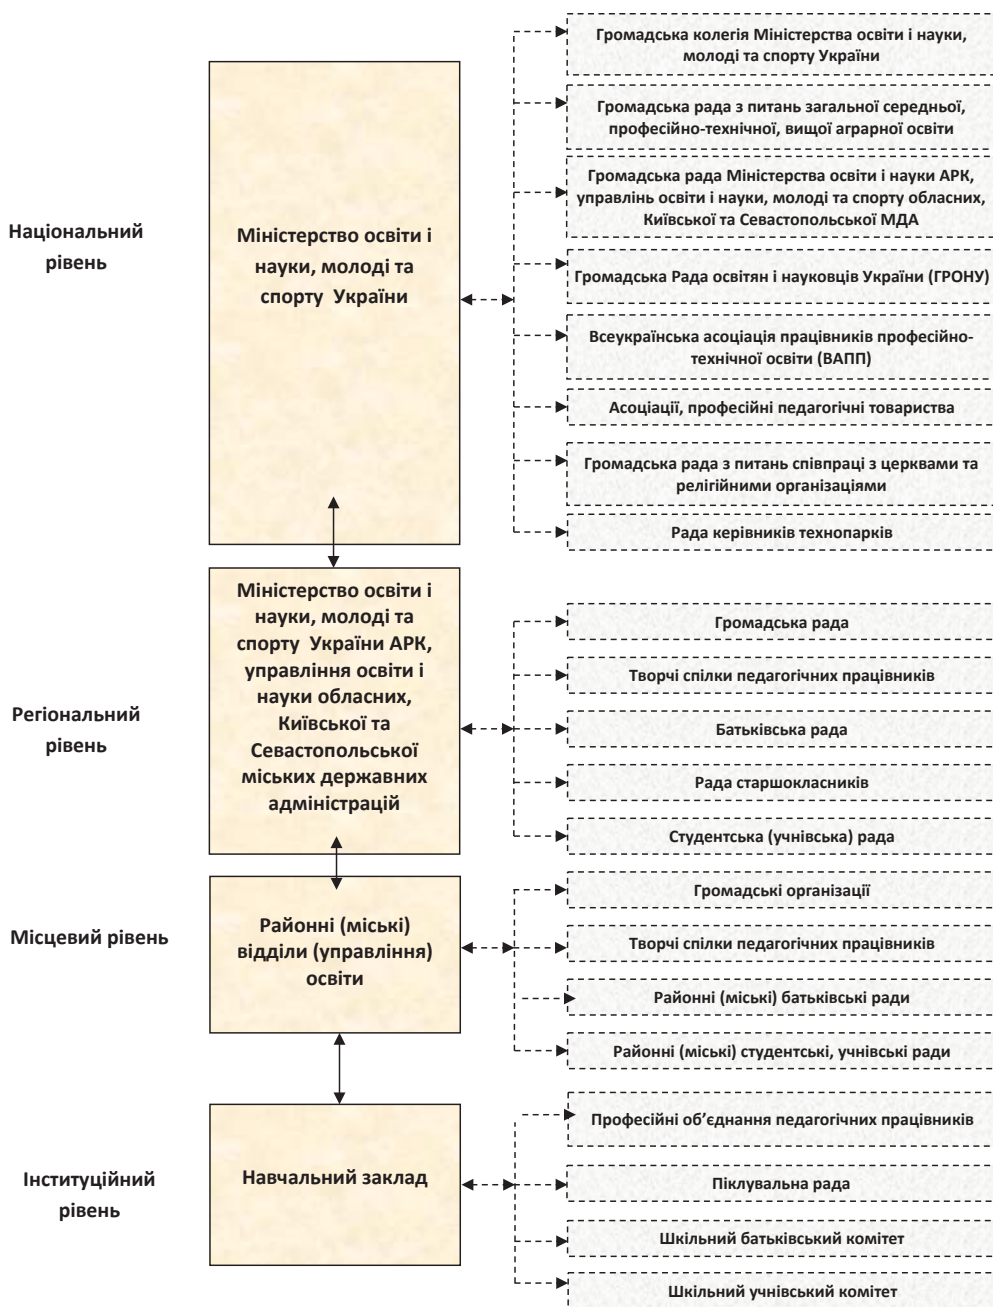 Національний
рівень
Міністерство освіти і
науки, молоді та
спорту України
Громадська колегія Міністерства освіти і науки,
молоді та спорту України
Громадська рада з питань загальної середньої,
професійно-технічної, вищої аграрної освіти
Громадська рада Міністерства освіти і науки АРК,
управлінь освіти і науки, молоді та спорту обласних,
Київської та Севастопольської МДА
Громадська Рада освітян і науковців України (ГРОНУ)
Всеукраїнська асоціація працівників професійно-
технічної освіти (ВАПП)
Асоціації, професійні педагогічні товариства
Громадська рада з питань співпраці з церквами та
релігійними організаціями
Рада керівників технопарків
Регіональний
рівень
Міністерство освіти і
науки, молоді та
спорту України АРК,
управління освіти і
науки обласних,
Київської та
Севастопольської
міських державних
адміністрацій
Громадська рада
Творчі спілки педагогічних працівників
Батьківська рада
Рада старшокласників
Студентська (учнівська) рада
Місцевий рівень
Районні (міські)
відділи (управління)
освіти
Громадські організації
Творчі спілки педагогічних працівників
Районні (міські) батьківські ради
Районні (міські) студентські, учнівські ради
Інституційний
рівень
Навчальний заклад
Професійні об’єднання педагогічних працівників
Піклувальна рада
Шкільний батьківський комітет
Шкільний учнівський комітет